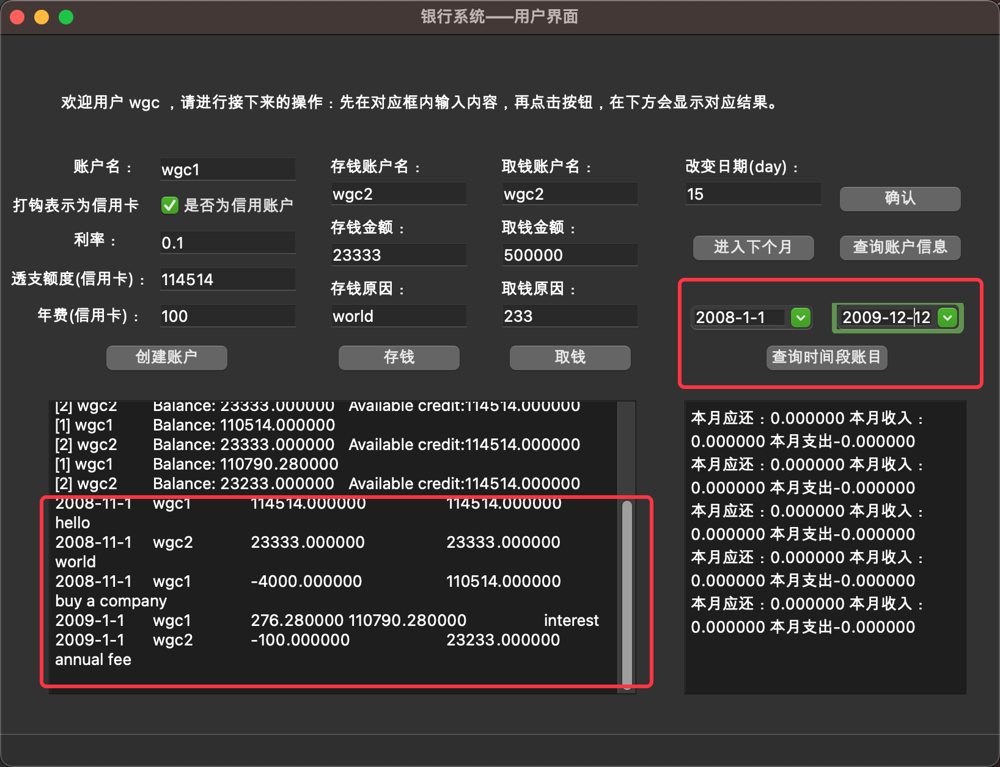 银行系统——用户界面
欢迎用户 wgc ，请进行接下来的操作：先在对应框内输入内容，再点击按钮，在下方会显示对应结果。
账户名：
wgc1
打钩表示为信用卡
是否为信用账户
利率：
0.1
透支额度(信用卡)：
114514
年费(信用卡)：
100
创建账户
存钱账户名：
wgc2
存钱金额：
23333
存钱原因：
world
存钱
取钱账户名：
wgc2
取钱金额：
500000
取钱原因：
233
取钱
改变日期(day)：
15
确认
进入下个月
查询账户信息
2008-1-1
2009-12-12
查询时间段账目
[2] wgc2 Balance: 23333.000000 Available credit:114514.000000
[1] wgc1 Balance: 110514.000000
[2] wgc2 Balance: 23333.000000 Available credit:114514.000000
[1] wgc1 Balance: 110790.280000
[2] wgc2 Balance: 23233.000000 Available credit:114514.000000
2008-11-1 wgc1 114514.000000 114514.000000
hello
2008-11-1 wgc2 23333.000000 23333.000000
world
2008-11-1 wgc1 -4000.000000 110514.000000
buy a company
2009-1-1 wgc1 276.280000 110790.280000 interest
2009-1-1 wgc2 -100.000000 23233.000000
annual fee
本月应还：0.000000 本月收入：
0.000000 本月支出-0.000000
本月应还：0.000000 本月收入：
0.000000 本月支出-0.000000
本月应还：0.000000 本月收入：
0.000000 本月支出-0.000000
本月应还：0.000000 本月收入：
0.000000 本月支出-0.000000
本月应还：0.000000 本月收入：
0.000000 本月支出-0.000000